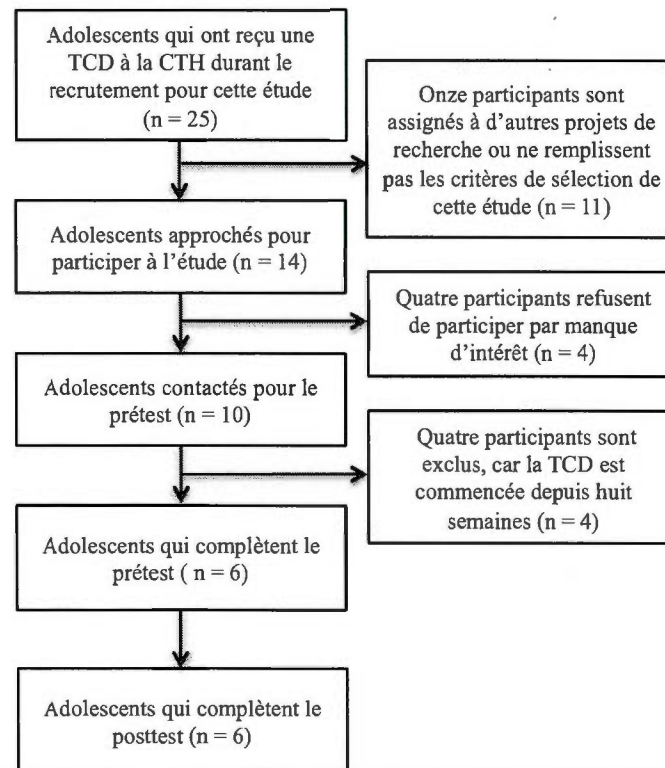 Adolescents qui ont reçu une
TCD à la CTH durant le
recrutement pour cette étude
(n = 25)
Onze participants sont
assignés à d'autres projets de
recherche ou ne remplissent
pas les critères de sélection de
cette étude (n = 11)
Adolescents approchés pour
participer à l'étude (n = 14)
Quatre participants refusent
de participer par manque
d'intérêt (n = 4)
Adolescents contactés pour le
prétest (n = 10)
Quatre participants sont
exclus, car la TCD est
commencée depuis huit
semaines (n = 4)
Adolescents qui complètent le
prétest ( n = 6)
Adolescents qui complètent le
posttest (n = 6)